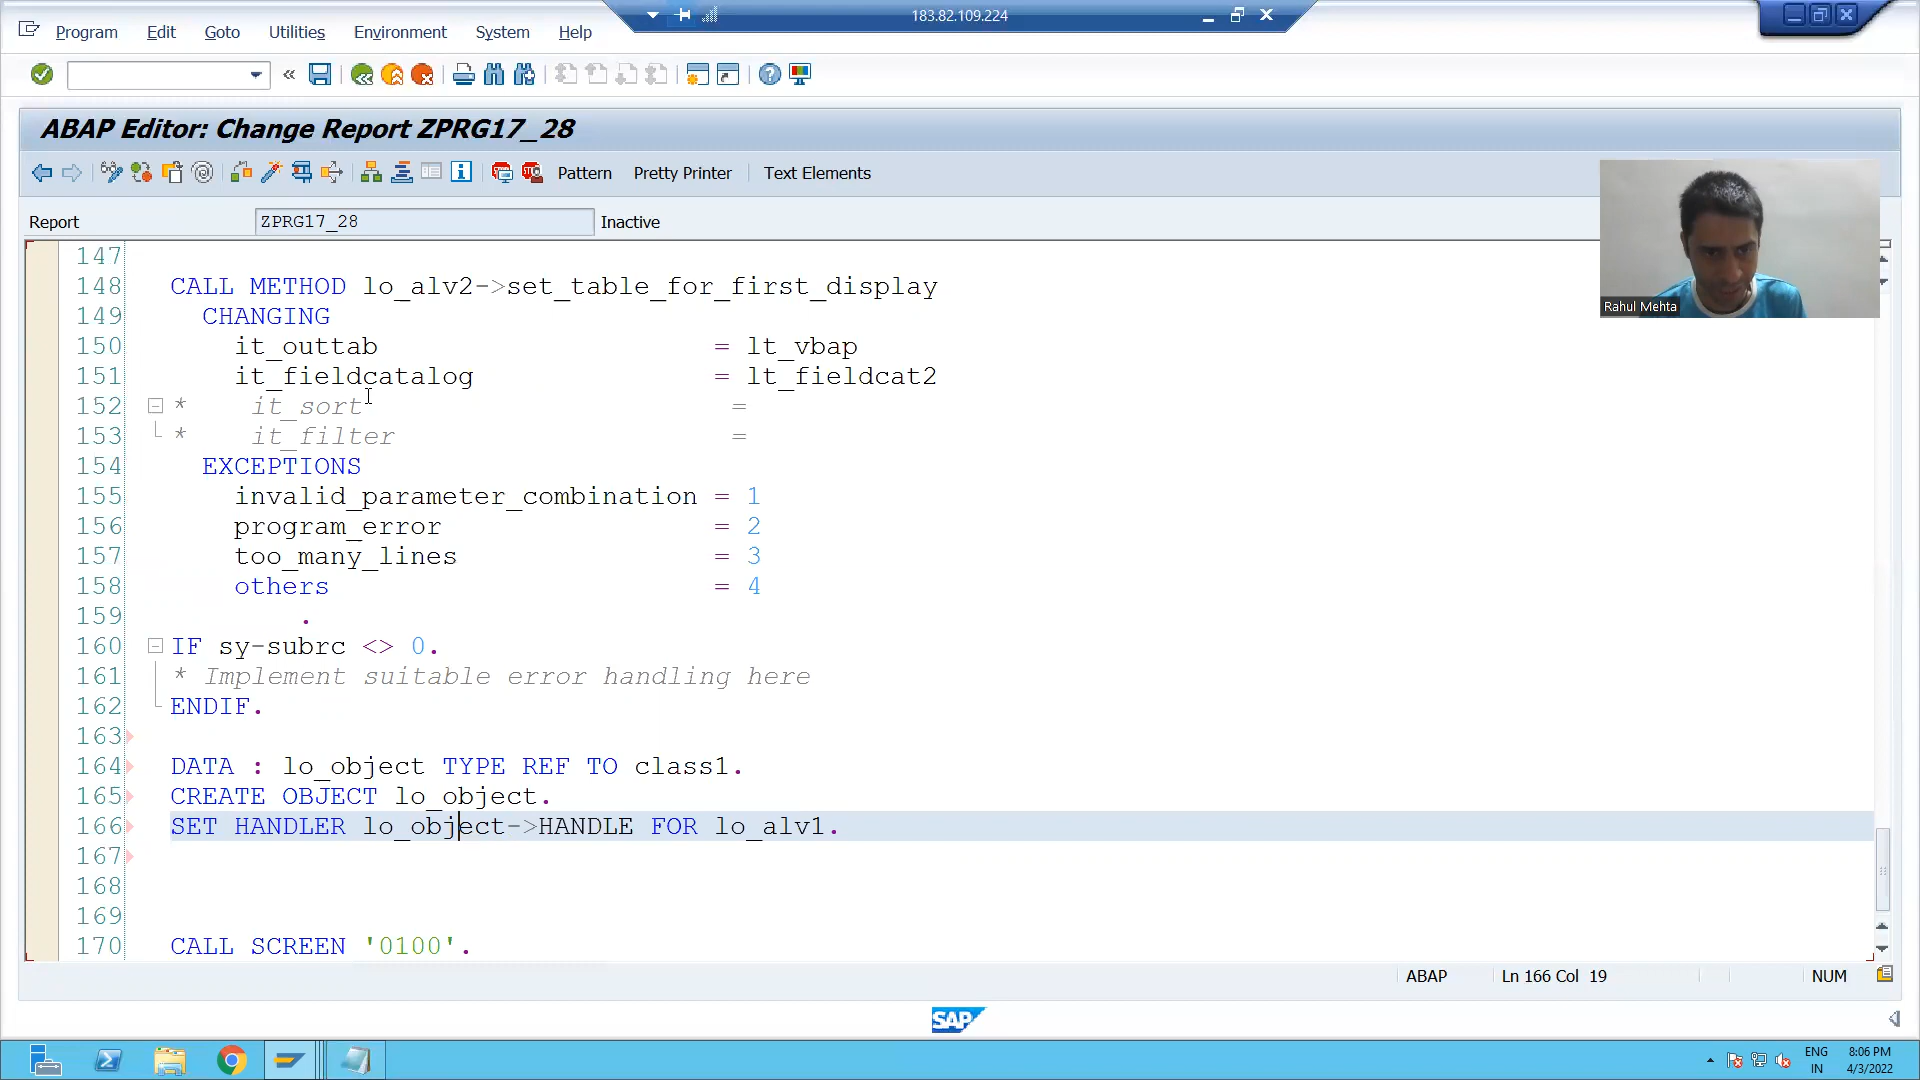 183.82.109.224
Program Edit Goto Utilities Environment System Help
ABAP Editor: Change Report ZPRG17_28
Pattern Pretty Printer Text Elements
Report ZPRG17_28 Inactive
Rahul Mehta
147
148 CALL METHOD lo_alv2->set_table_for_first_display
149 CHANGING
150 it_outtab = lt_vbap
151 it_fieldcatalog = lt_fieldcat2
152 * it_sort =
153 * it_filter =
154 EXCEPTIONS
155 invalid_parameter_combination = 1
156 program_error = 2
157 too_many_lines = 3
158 others = 4
159 .
160 IF sy-subrc <> 0.
161 * Implement suitable error handling here
162 ENDIF.
163
164 DATA : lo_object TYPE REF TO class1.
165 CREATE OBJECT lo_object.
166 SET HANDLER lo_object->HANDLE FOR lo_alv1.
167
168
169
170 CALL SCREEN '0100'.
ABAP Ln 166 Col 19 NUM
SAP
ENG 8:06 PM
IN 4/3/2022